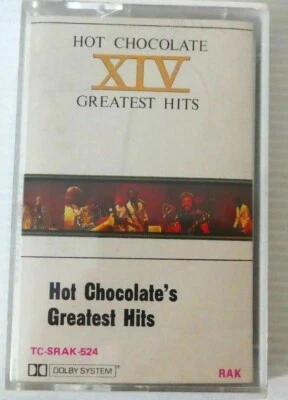 HOT CHOCOLATE
XIV
GREATEST HITS
Hot Chocolate's
Greatest Hits
TC-SRAK-524
DOLBY SYSTEM
RAK